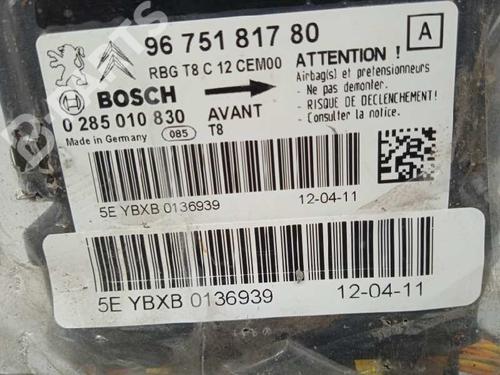 96 751 817 80
A
RBG T8 C 12 CEM00
ATTENTION !
Airbag(s) et pretensionneurs
- Ne pas demonter.
- RISQUE DE DECLENCHEMENT!
- Consulter la notice.
BOSCH
0 285 010 830
AVANT
Made in Germany
085
T8
5E YBXB 0136939
12-04-11
5E YBXB 0136939
12-04-11